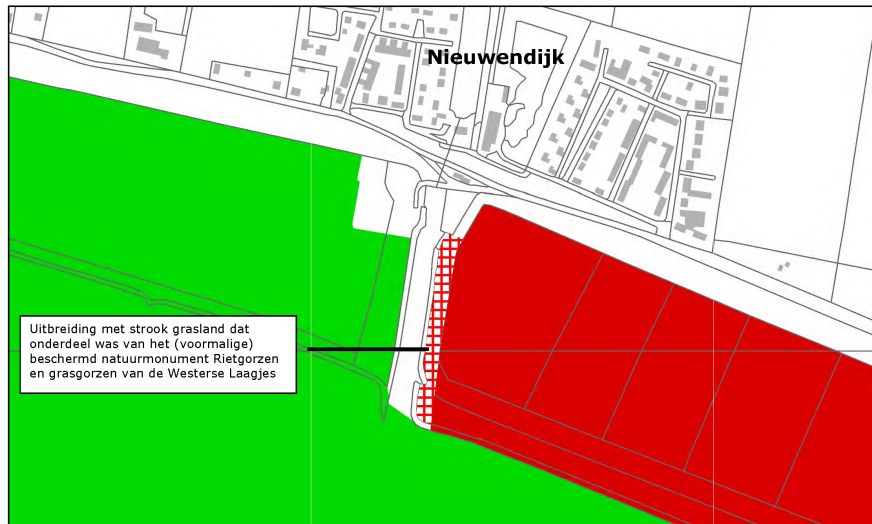 Nieuwendijk
Uitbreiding met strook grasland dat
onderdeel was van het (voormalige)
beschermd natuurmonument Rietgorzen
en grasgorzen van de Westerse Laagjes